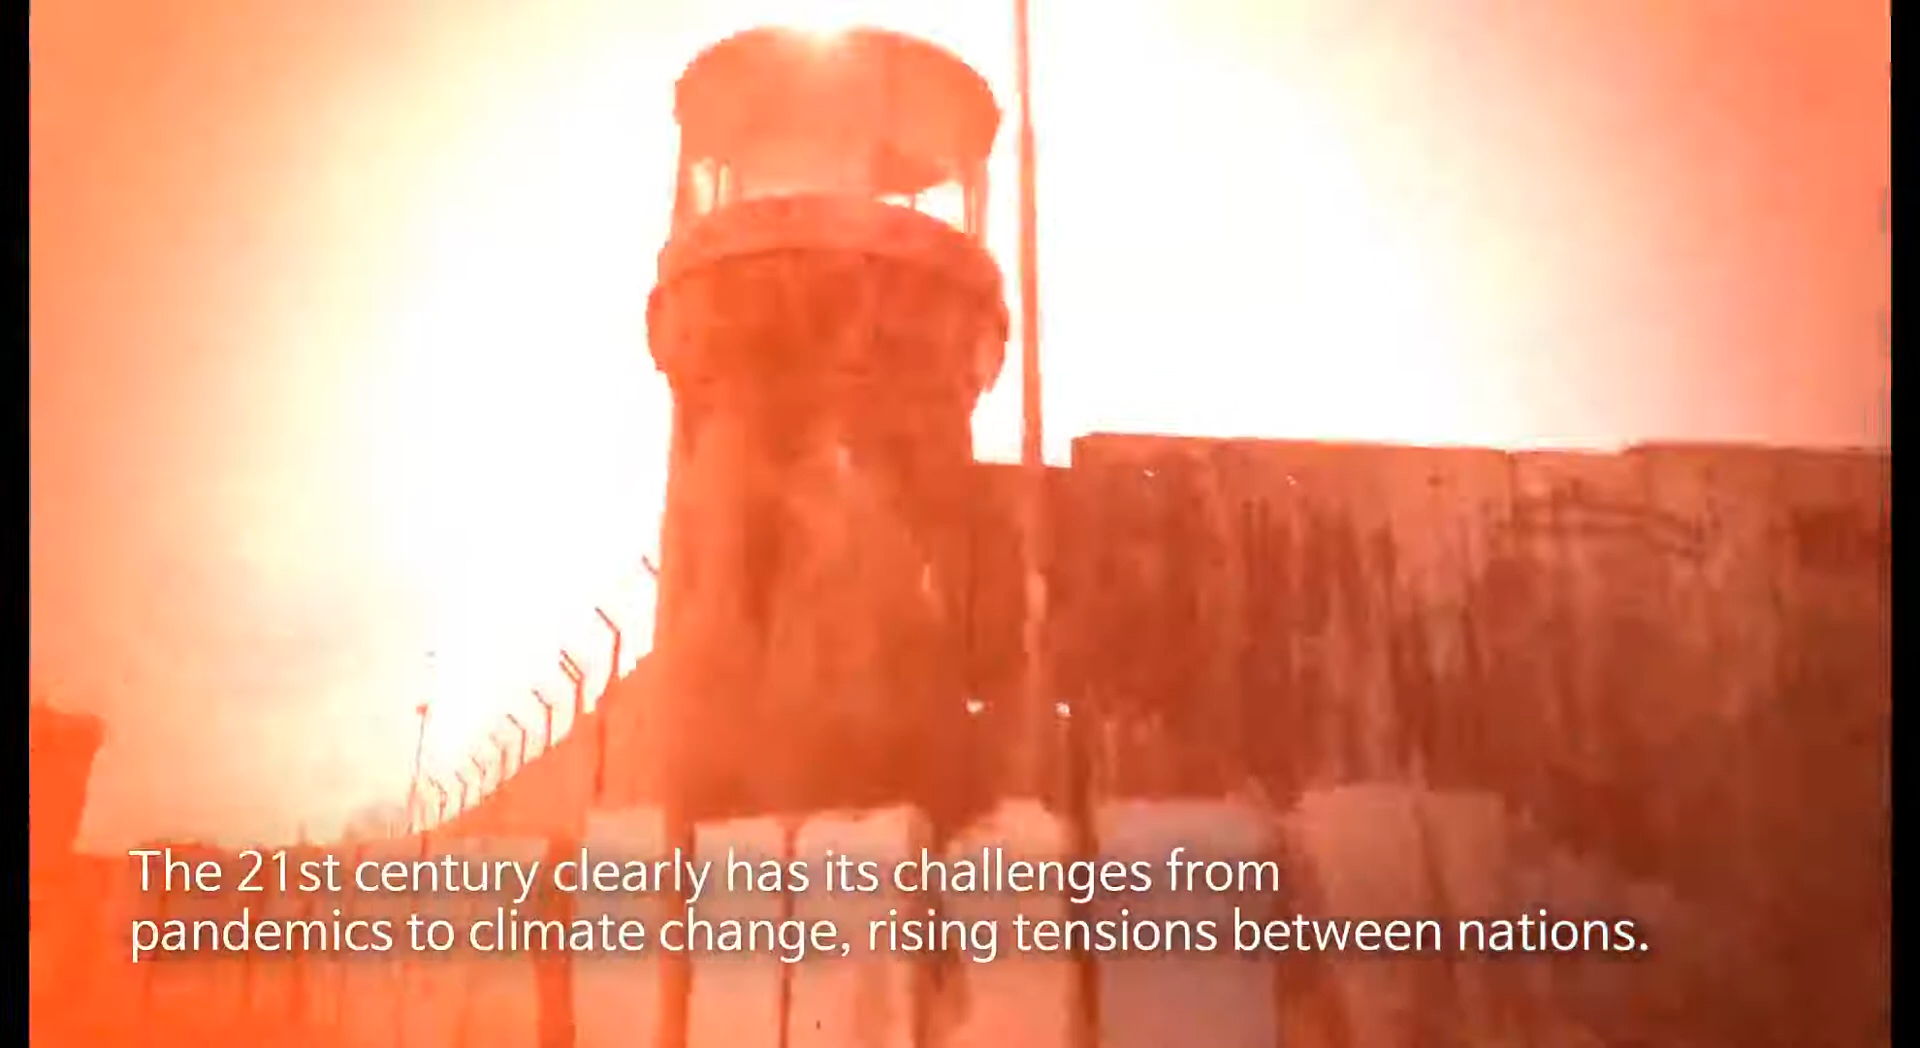 The 21st century clearly has its challenges from
pandemics to climate change, rising tensions between nations.